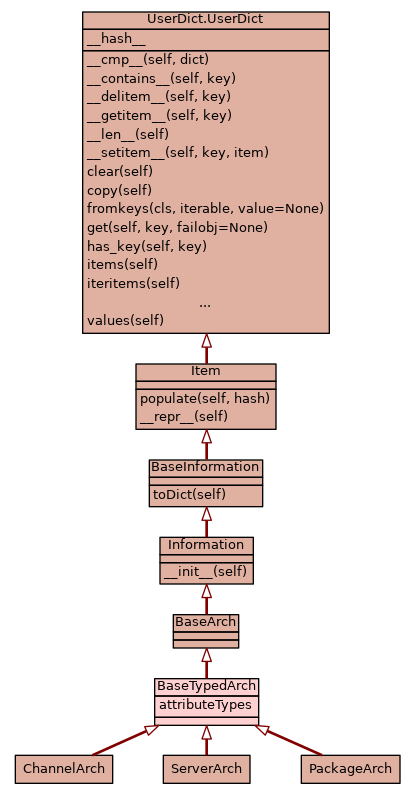 UserDict.UserDict
__hash__
__cmp__(self, dict)
__contains__(self, key)
__delitem__(self, key)
__getitem__(self, key)
__len__(self)
__setitem__(self, key, item)
clear(self)
copy(self)
fromkeys(cls, iterable, value=None)
get(self, key, failobj=None)
has_key(self, key)
items(self)
iteritems(self)
...
values(self)
Item
populate(self, hash)
__repr__(self)
BaseInformation
toDict(self)
Information
__init__(self)
BaseArch
BaseTypedArch
attributeTypes
ChannelArch
ServerArch
PackageArch